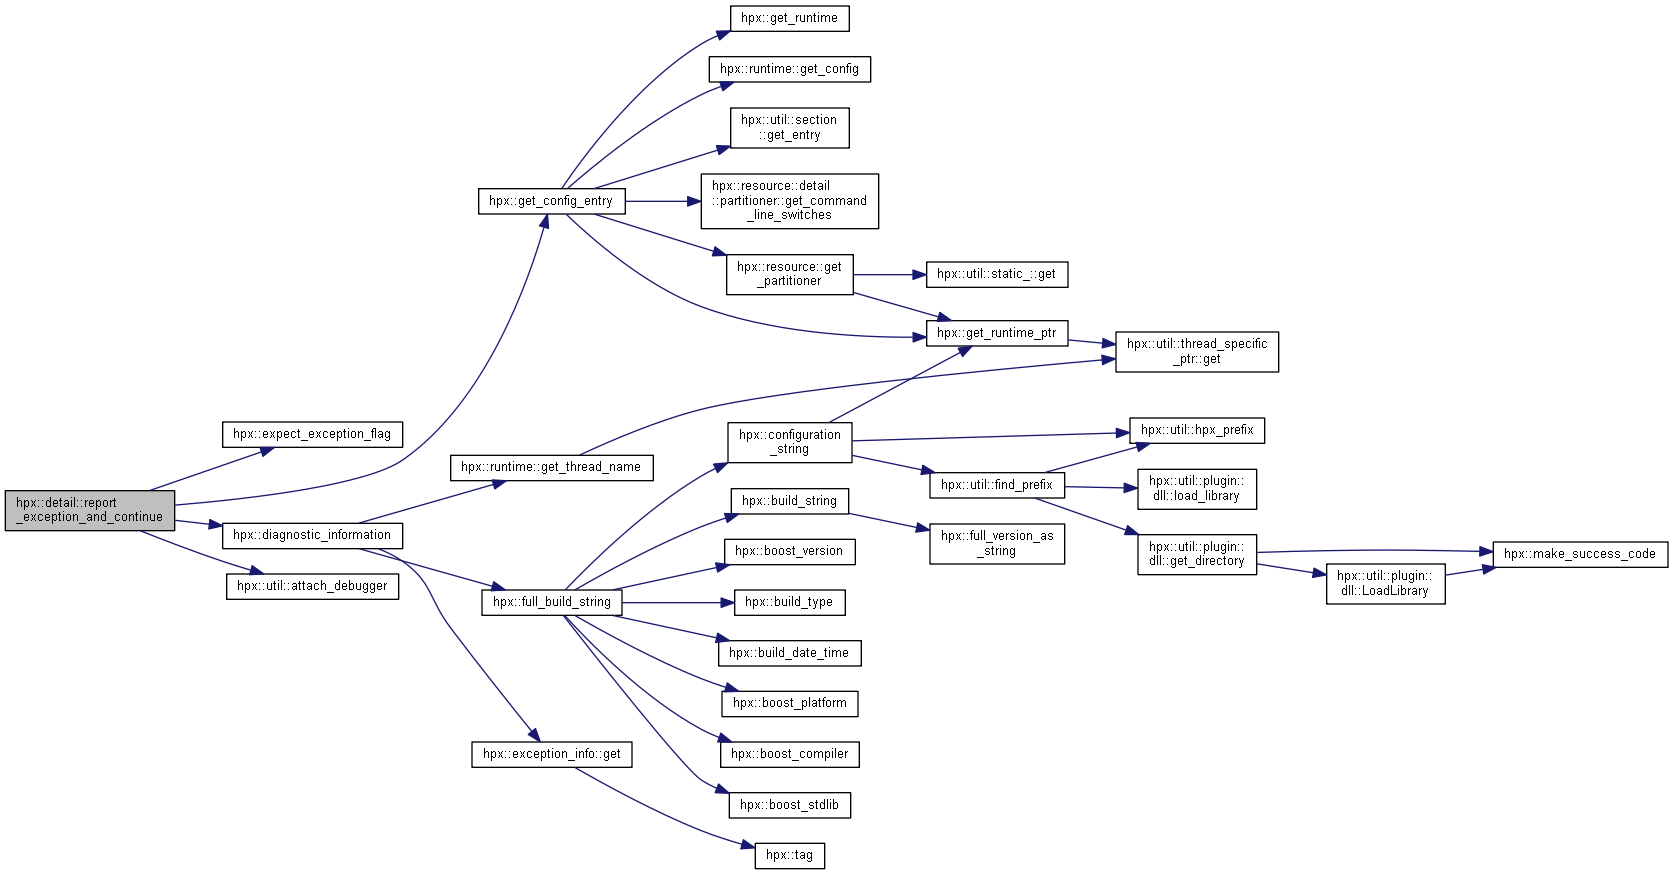 hpx::get_runtime
hpx::runtime::get_config
hpx::util::section
::get_entry
hpx::get_config_entry
hpx::resource::detail
::partitioner::get_command
_line_switches
hpx::resource::get
_partitioner
hpx::util::static_::get
hpx::get_runtime_ptr
hpx::util::thread_specific
_ptr::get
hpx::expect_exception_flag
hpx::runtime::get_thread_name
hpx::configuration
_string
hpx::util::hpx_prefix
hpx::util::find_prefix
hpx::util::plugin::
dll::load_library
hpx::detail::report
_exception_and_continue
hpx::diagnostic_information
hpx::util::attach_debugger
hpx::build_string
hpx::full_version_as
_string
hpx::boost_version
hpx::util::plugin::
dll::get_directory
hpx::make_success_code
hpx::util::plugin::
dll::LoadLibrary
hpx::full_build_string
hpx::build_type
hpx::build_date_time
hpx::boost_platform
hpx::exception_info::get
hpx::boost_compiler
hpx::boost_stdlib
hpx::tag